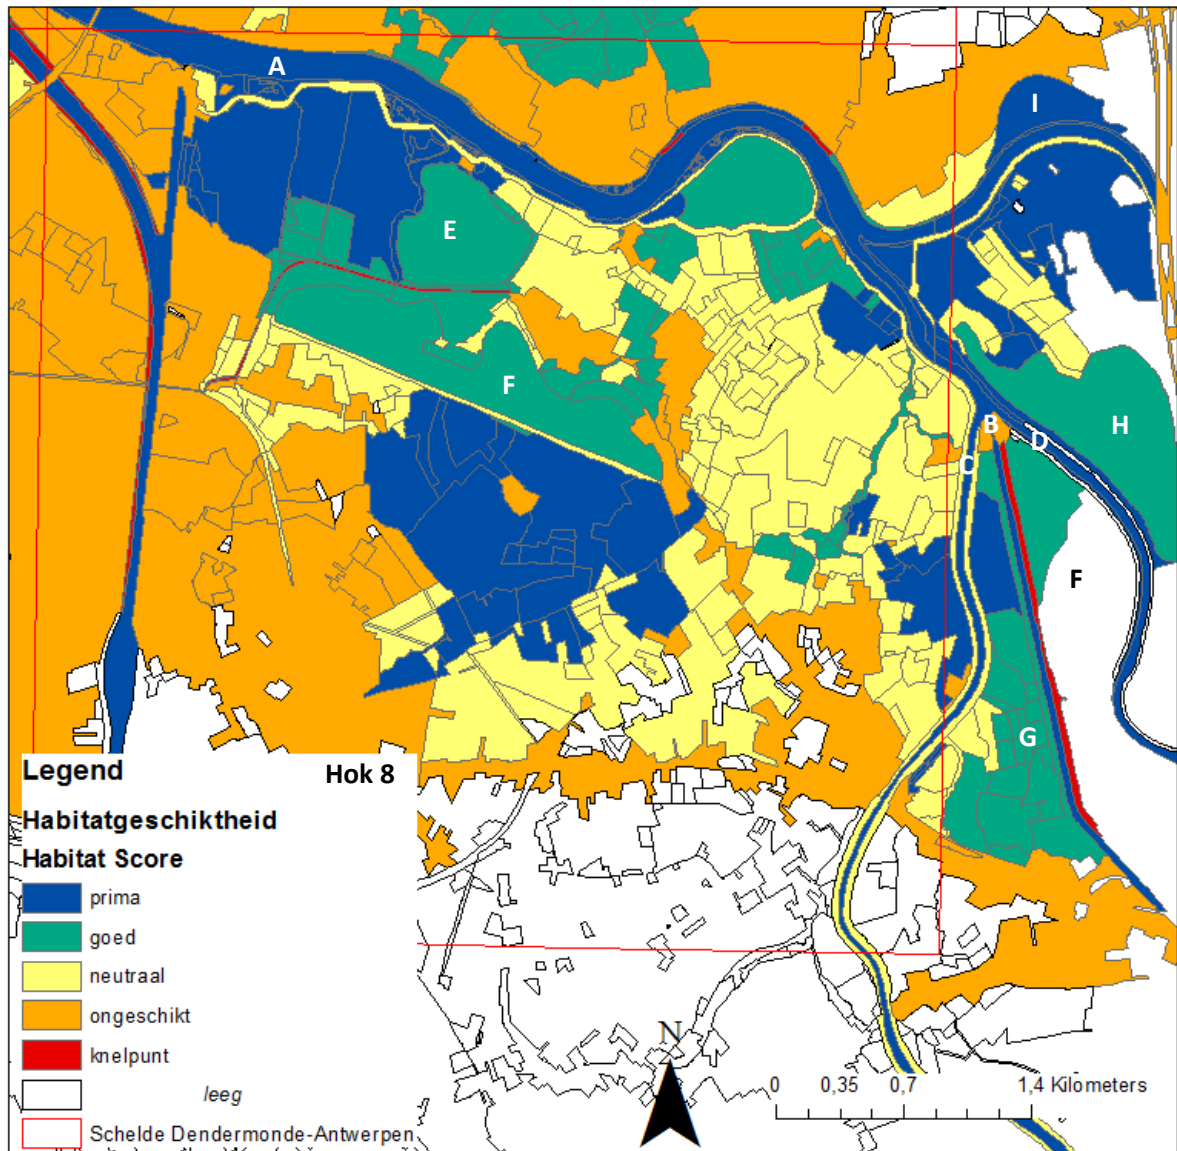 A
I
E
F
B
H
D
C
F
G
Legend
Hok 8
Habitatgeschiktheid
Habitat Score
prima
goed
neutraal
ongeschikt
knelpunt
leeg
Schelde Dendermonde-Antwerpen
N
0 0,35 0,7 1,4 Kilometers